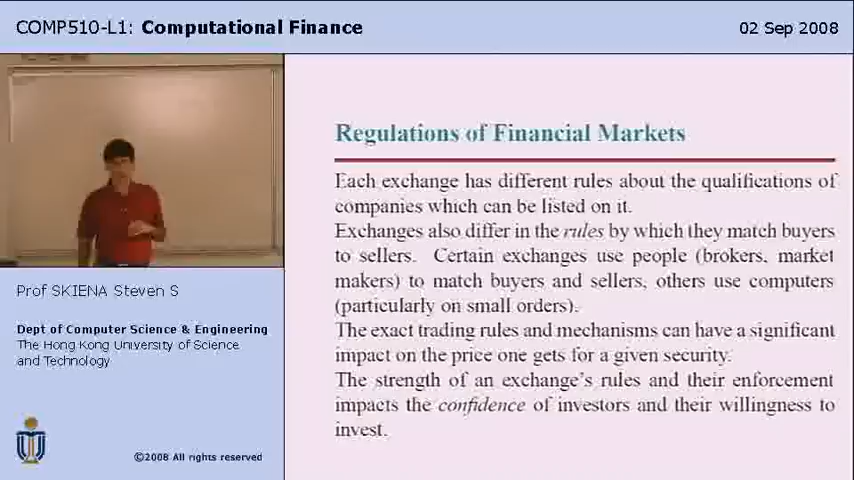 COMP510-L1: Computational Finance
02 Sep 2008
Regulations of Financial Markets
Each exchange has different rules about the qualifications of
companies which can be listed on it.
Exchanges also differ in the rules by which they match buyers
to sellers. Certain exchanges use people (brokers, market
makers) to match buyers and sellers, others use computers
(particularly on small orders).
The exact trading rules and mechanisms can have a significant
impact on the price one gets for a given security.
The strength of an exchange's rules and their enforcement
impacts the confidence of investors and their willingness to
invest.
Prof SKIENA Steven S
Dept of Computer Science & Engineering
The Hong Kong University of Science
and Technology
©2008 All rights reserved